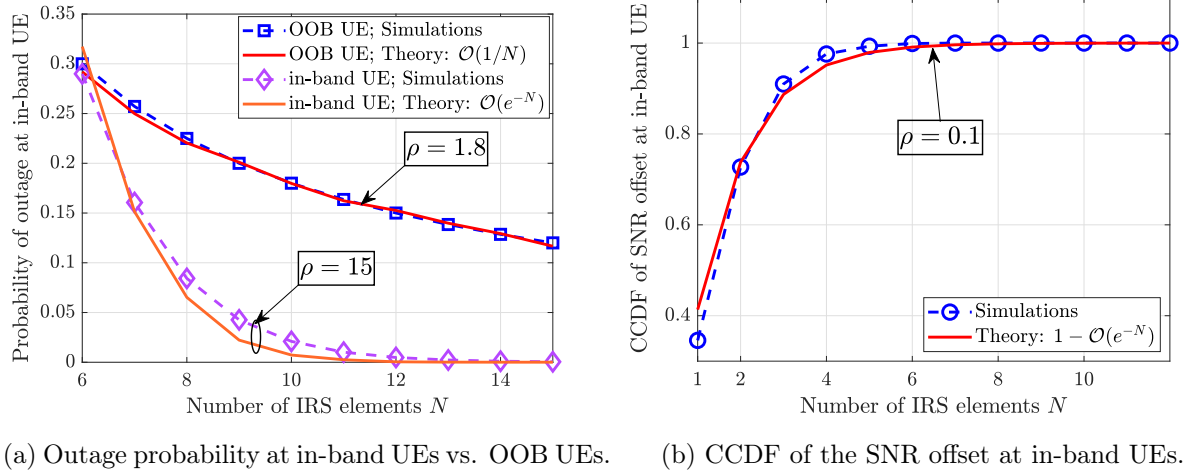 Probability of outage at in-band UE
0.35
0.3
0.25
0.2
0.15
0.1
0.05
0
6
8
10
12
14
Number of IRS elements N
OOB UE; Simulations
OOB UE; Theory: 𝒪(1/N)
in-band UE; Simulations
in-band UE; Theory: 𝒪(e^{-N})
ρ = 1.8
ρ = 15
(a) Outage probability at in-band UEs vs. OOB UEs.
CCDF of SNR offset at in-band UE
1
0.8
0.6
0.4
1
2
4
6
8
10
Number of IRS elements N
ρ = 0.1
Simulations
Theory: 1 − 𝒪(e^{-N})
(b) CCDF of the SNR offset at in-band UEs.